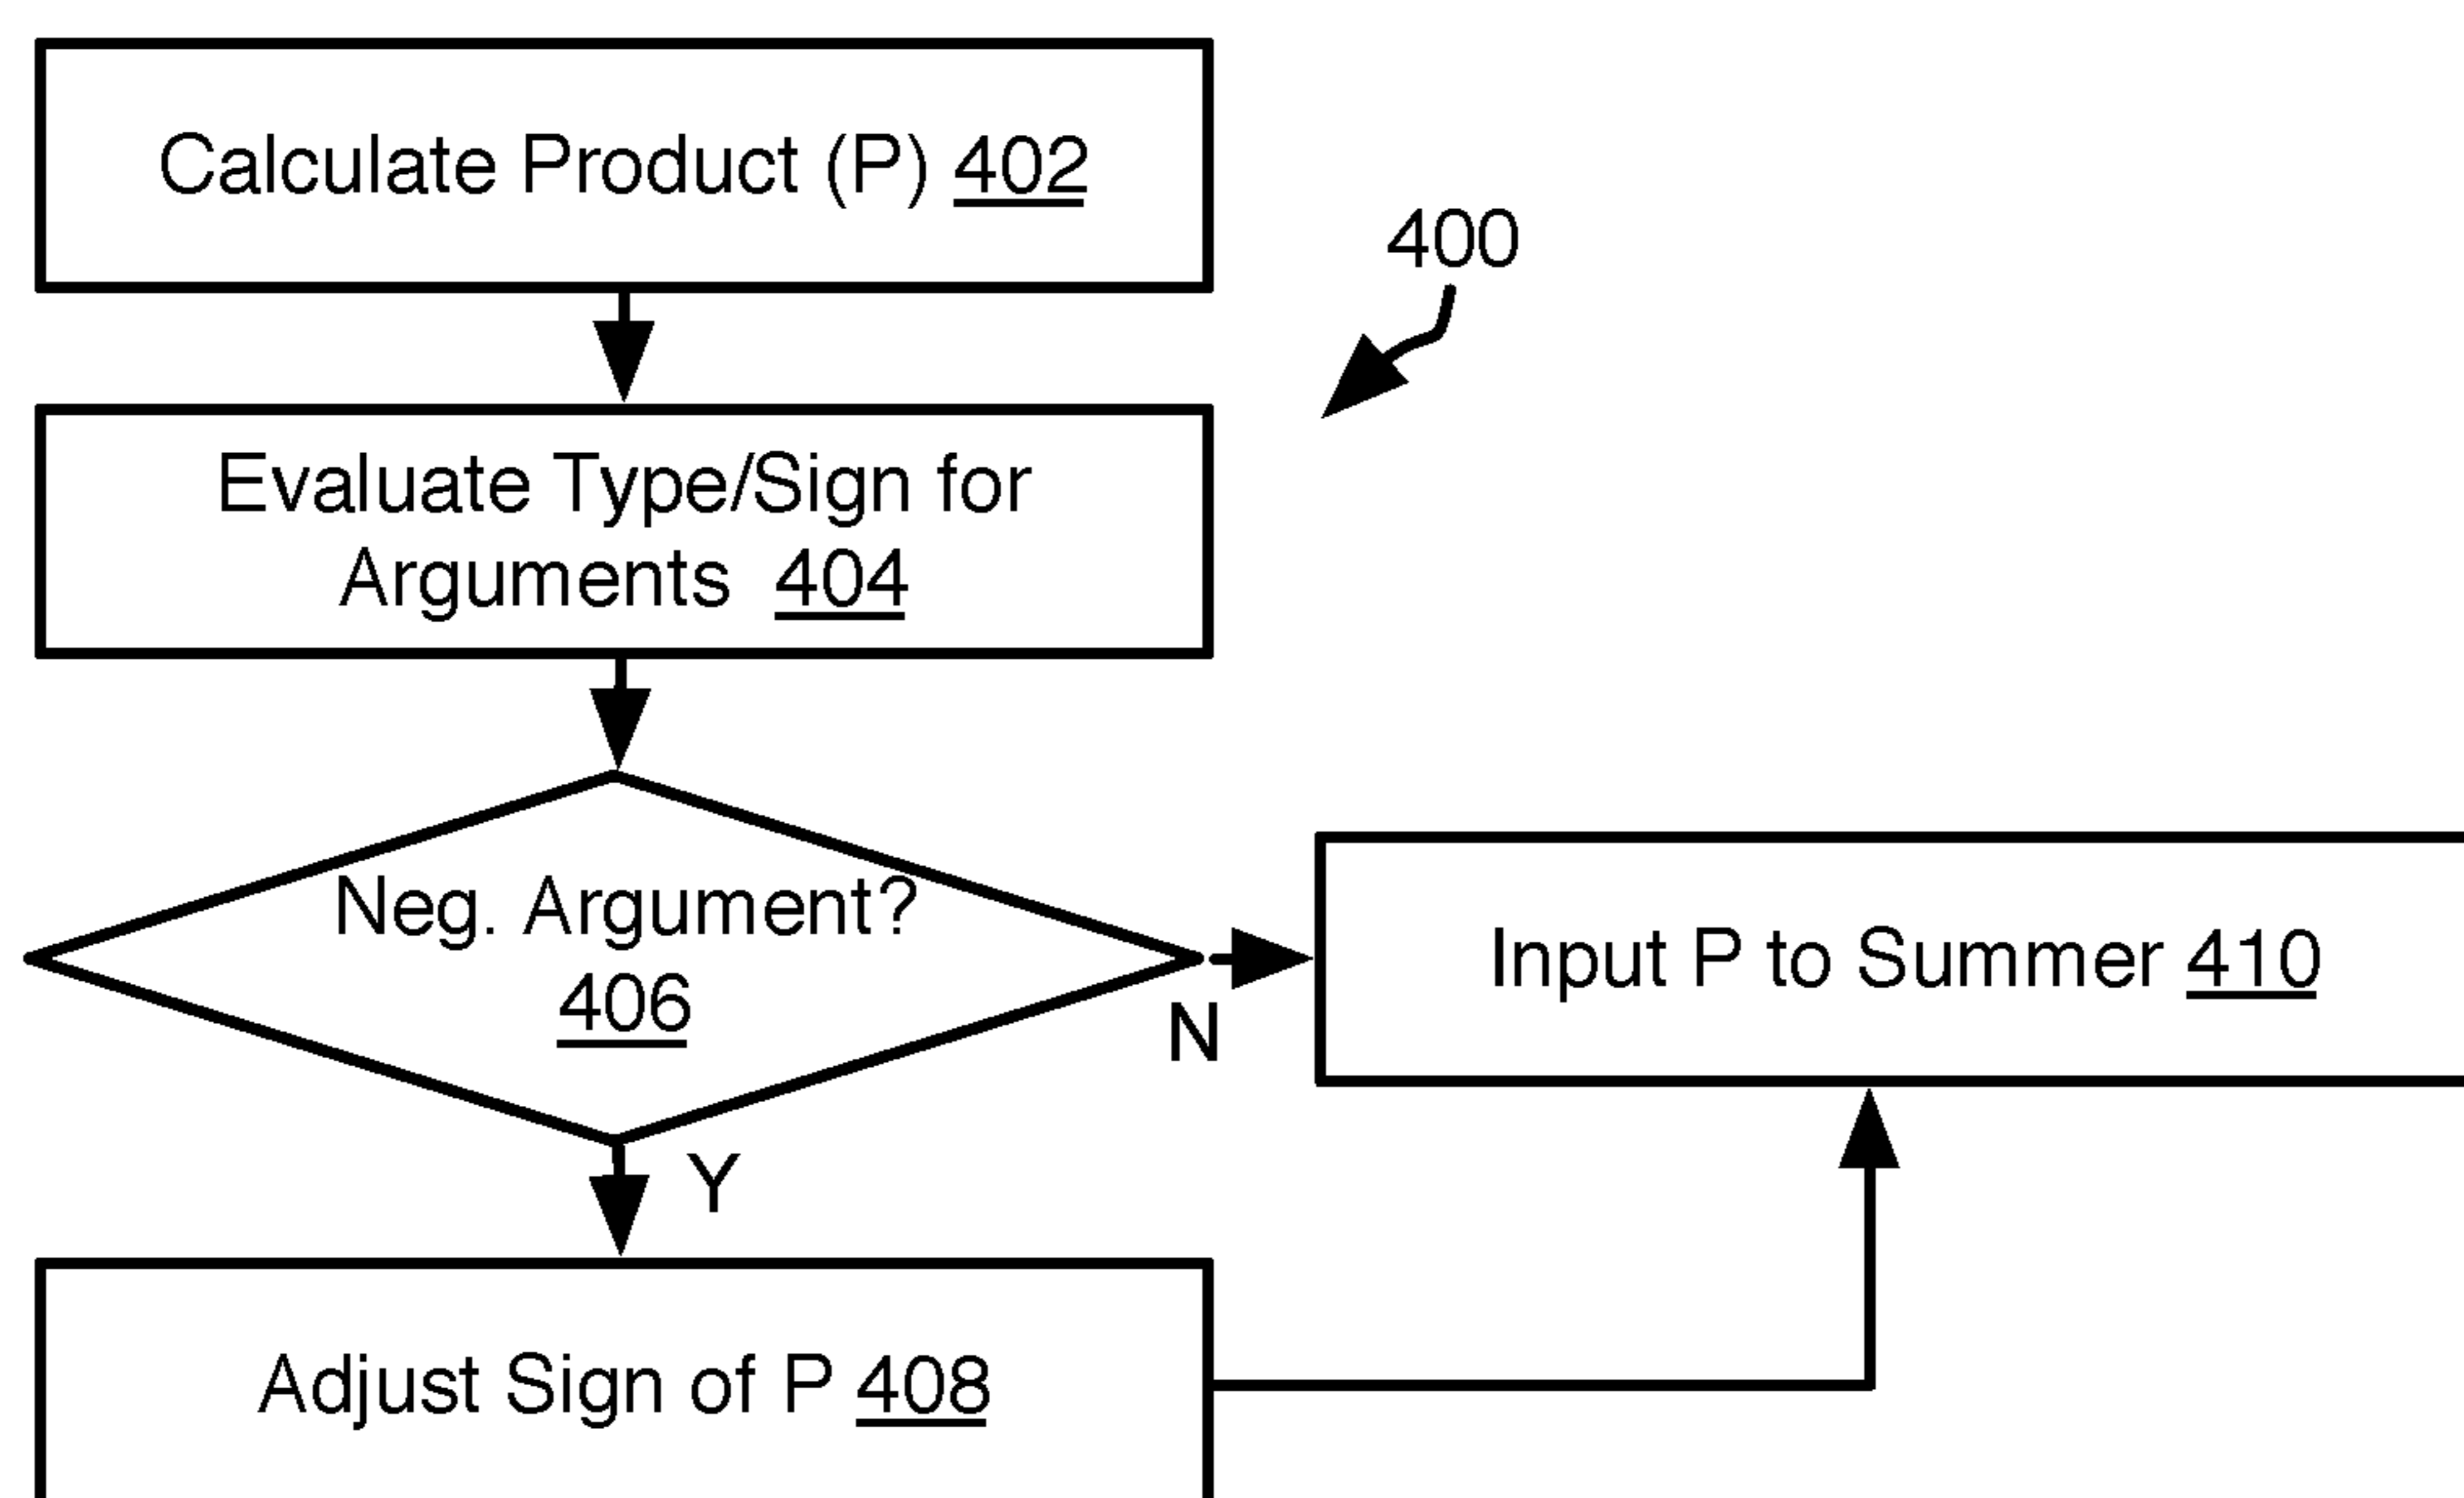 Calculate Product (P) 402
400
Evaluate Type/Sign for
Arguments 404
Neg. Argument?
406
N
Input P to Summer 410
Y
Adjust Sign of P 408